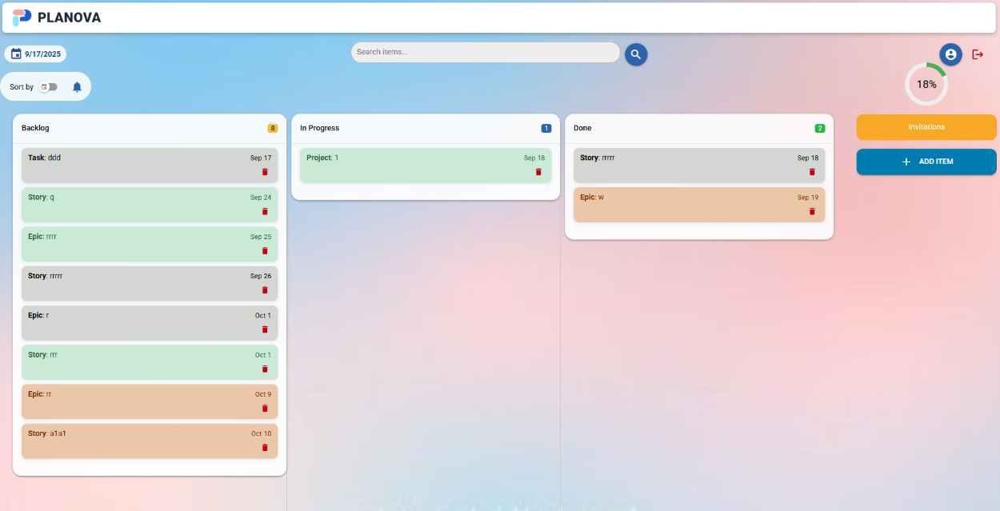 PLANOVA
9/17/2025
Search items...
Sort by
18%
Backlog 8
Task: ddd Sep 17
Story: q Sep 24
Epic: rrrr Sep 25
Story: rrrrr Sep 26
Epic: r Oct 1
Story: rrr Oct 1
Epic: rr Oct 9
Story: a1a1 Oct 10
In Progress 1
Project: 1 Sep 18
Done 2
Story: rrrrr Sep 18
Epic: w Sep 19
Invitations
+ ADD ITEM